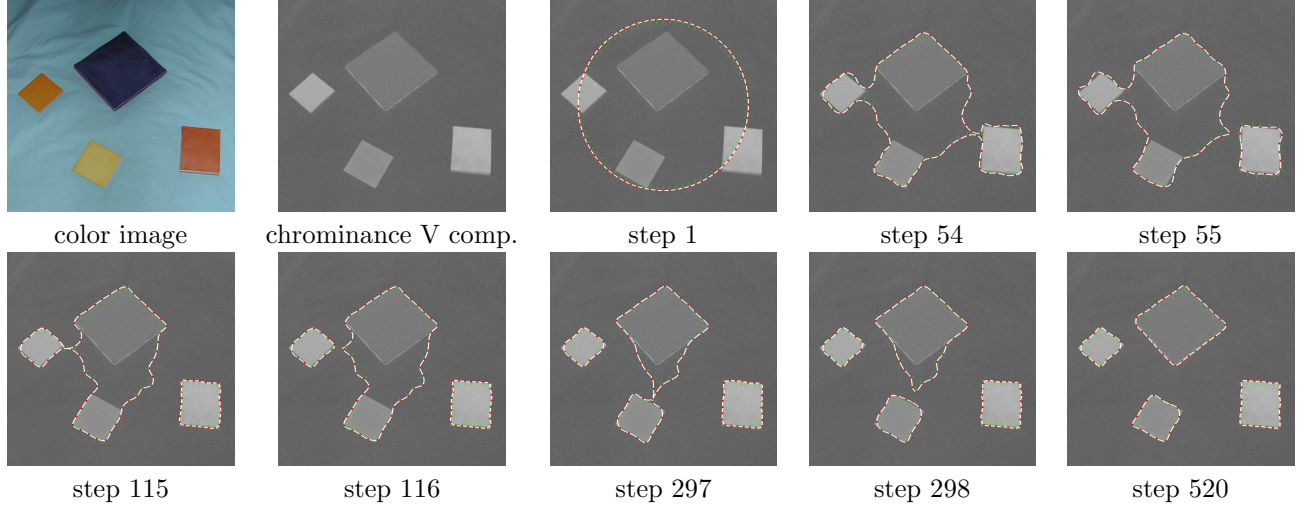 color image
chrominance V comp.
step 1
step 54
step 55
step 115
step 116
step 297
step 298
step 520